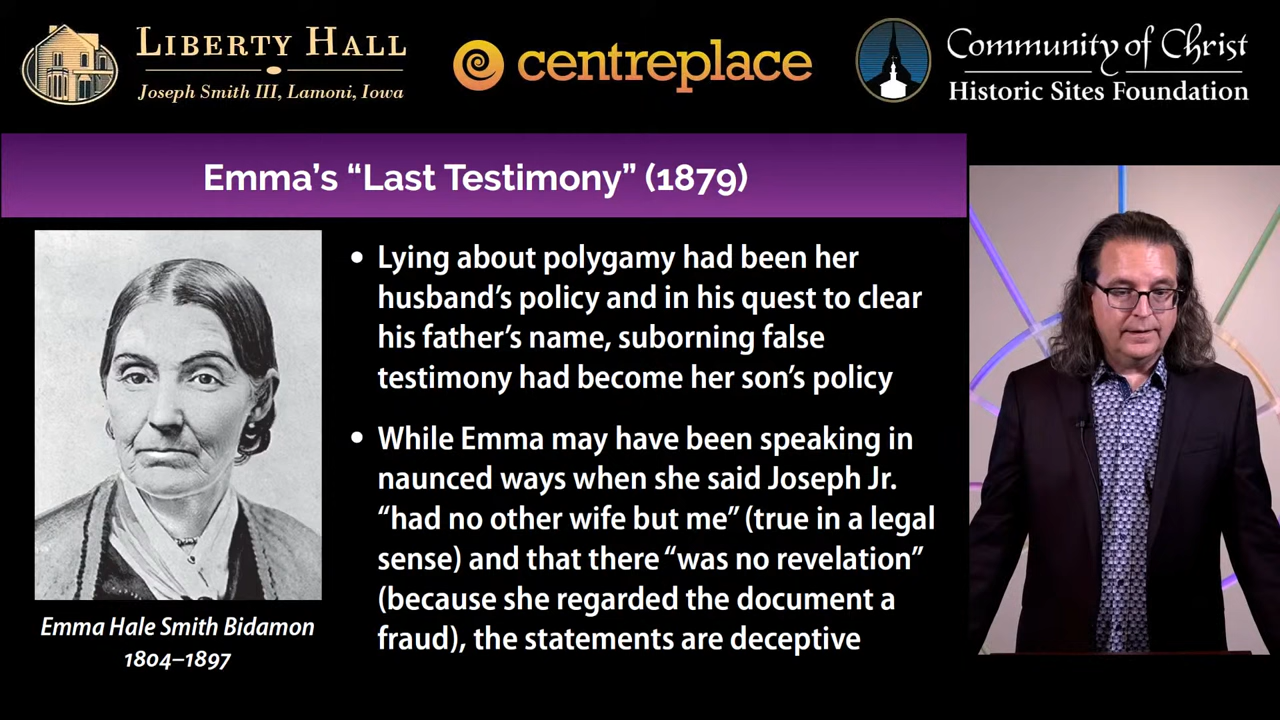 LIBERTY HALL
Joseph Smith III, Lamoni, Iowa
centreplace
Community of Christ
Historic Sites Foundation
Emma's “Last Testimony” (1879)
• Lying about polygamy had been her
husband's policy and in his quest to clear
his father's name, suborning false
testimony had become her son's policy
• While Emma may have been speaking in
naunced ways when she said Joseph Jr.
“had no other wife but me” (true in a legal
sense) and that there “was no revelation”
(because she regarded the document a
fraud), the statements are deceptive
Emma Hale Smith Bidamon
1804–1897